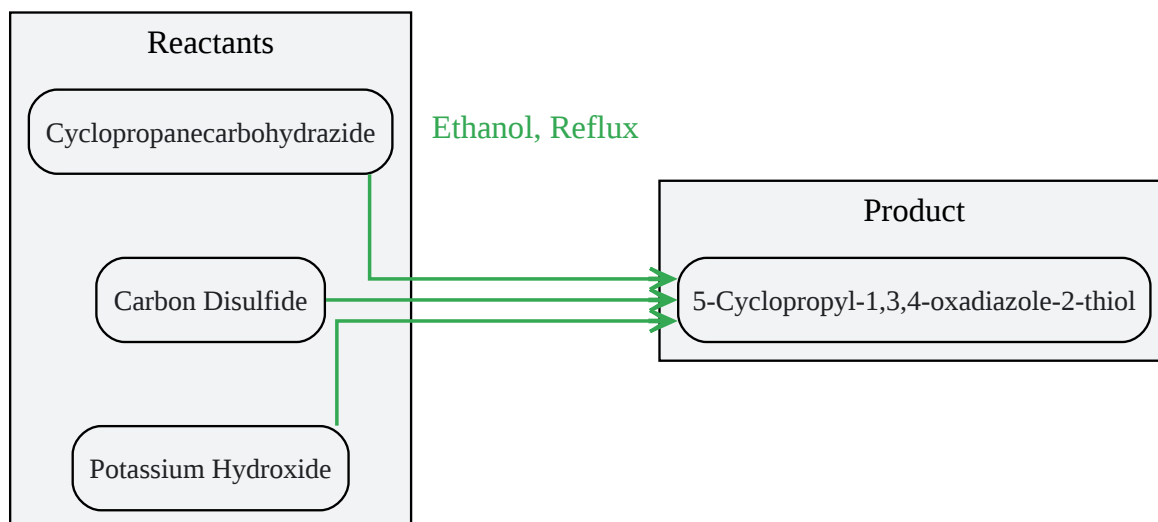 Reactants
Cyclopropanecarbohydrazide
Ethanol, Reflux
Product
Carbon Disulfide
5-Cyclopropyl-1,3,4-oxadiazole-2-thiol
Potassium Hydroxide